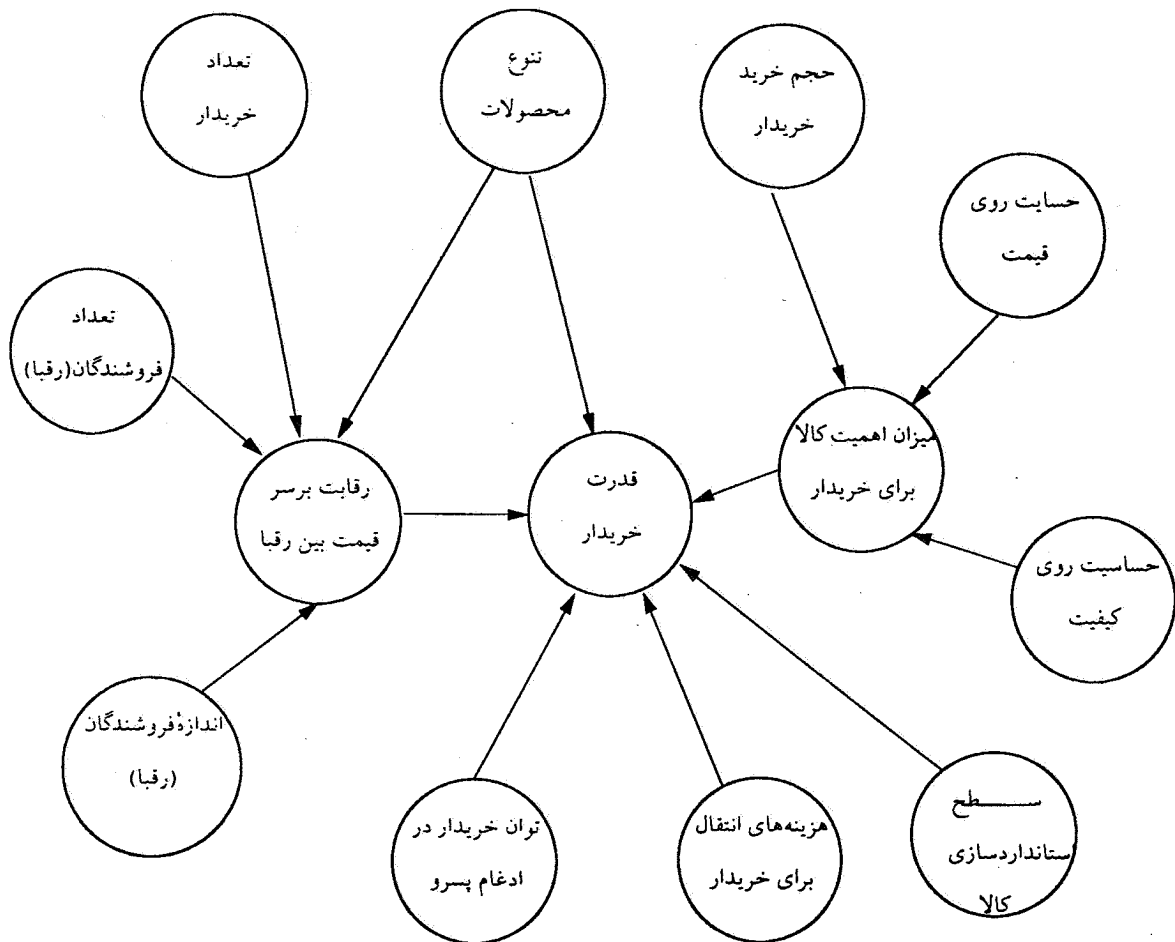 تعداد
خریدار
تنوع
محصولات
حجم خرید
خریدار
حسایت روی
قیمت
تعداد
فروشندگان(رقبا)
میزان اهمیت کالا
برای خریدار
رقابت برسر
قیمت بین رقبا
قدرت
خریدار
حساسیت روی
کیفیت
اندازهٔ فروشندگان
(رقبا)
توان خریدار در
ادغام پسرو
هزینه‌های انتقال
برای خریدار
سطح
استانداردسازی
کالا